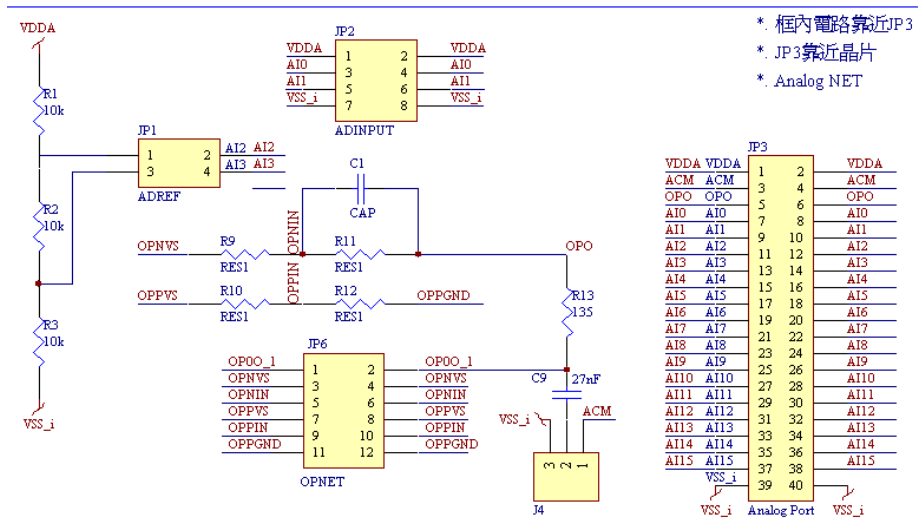 VDDA
R1
10k
R2
10k
R3
10k
VSS_i
JP1
1 2 AI2 AI2
3 4 AI3 AI3
ADREF
JP2
VDDA 1 2 VDDA
AI0 3 4 AI0
AI1 5 6 AI1
VSS_i 7 8 VSS_i
ADINPUT
*. 框內電路靠近JP3
*. JP3靠近晶片
*. Analog NET
C1
CAP
OPNVS R9 OPNIN R11 OPO
RES1 RES1
OPPVS R10 OPPIN R12 OPPGND
RES1 RES1
R13
135
JP6
OP0O_1 1 2 OP0O_1
OPNVS 3 4 OPNVS
OPNIN 5 6 OPNIN
OPPVS 7 8 OPPVS
OPPIN 9 10 OPPIN
OPPGND 11 12 OPPGND
OPNET
C9 27nF
VSS_i ACM
3 2 1
J4
JP3
VDDA VDDA 1 2 VDDA
ACM ACM 3 4 ACM
OPO OPO 5 6 OPO
AI0 AI0 7 8 AI0
AI1 AI1 9 10 AI1
AI2 AI2 11 12 AI2
AI3 AI3 13 14 AI3
AI4 AI4 15 16 AI4
AI5 AI5 17 18 AI5
AI6 AI6 19 20 AI6
AI7 AI7 21 22 AI7
AI8 AI8 23 24 AI8
AI9 AI9 25 26 AI9
AI10 AI10 27 28 AI10
AI11 AI11 29 30 AI11
AI12 AI12 31 32 AI12
AI13 AI13 33 34 AI13
AI14 AI14 35 36 AI14
AI15 AI15 37 38 AI15
VSS_i 39 40
VSS_i Analog Port VSS_i